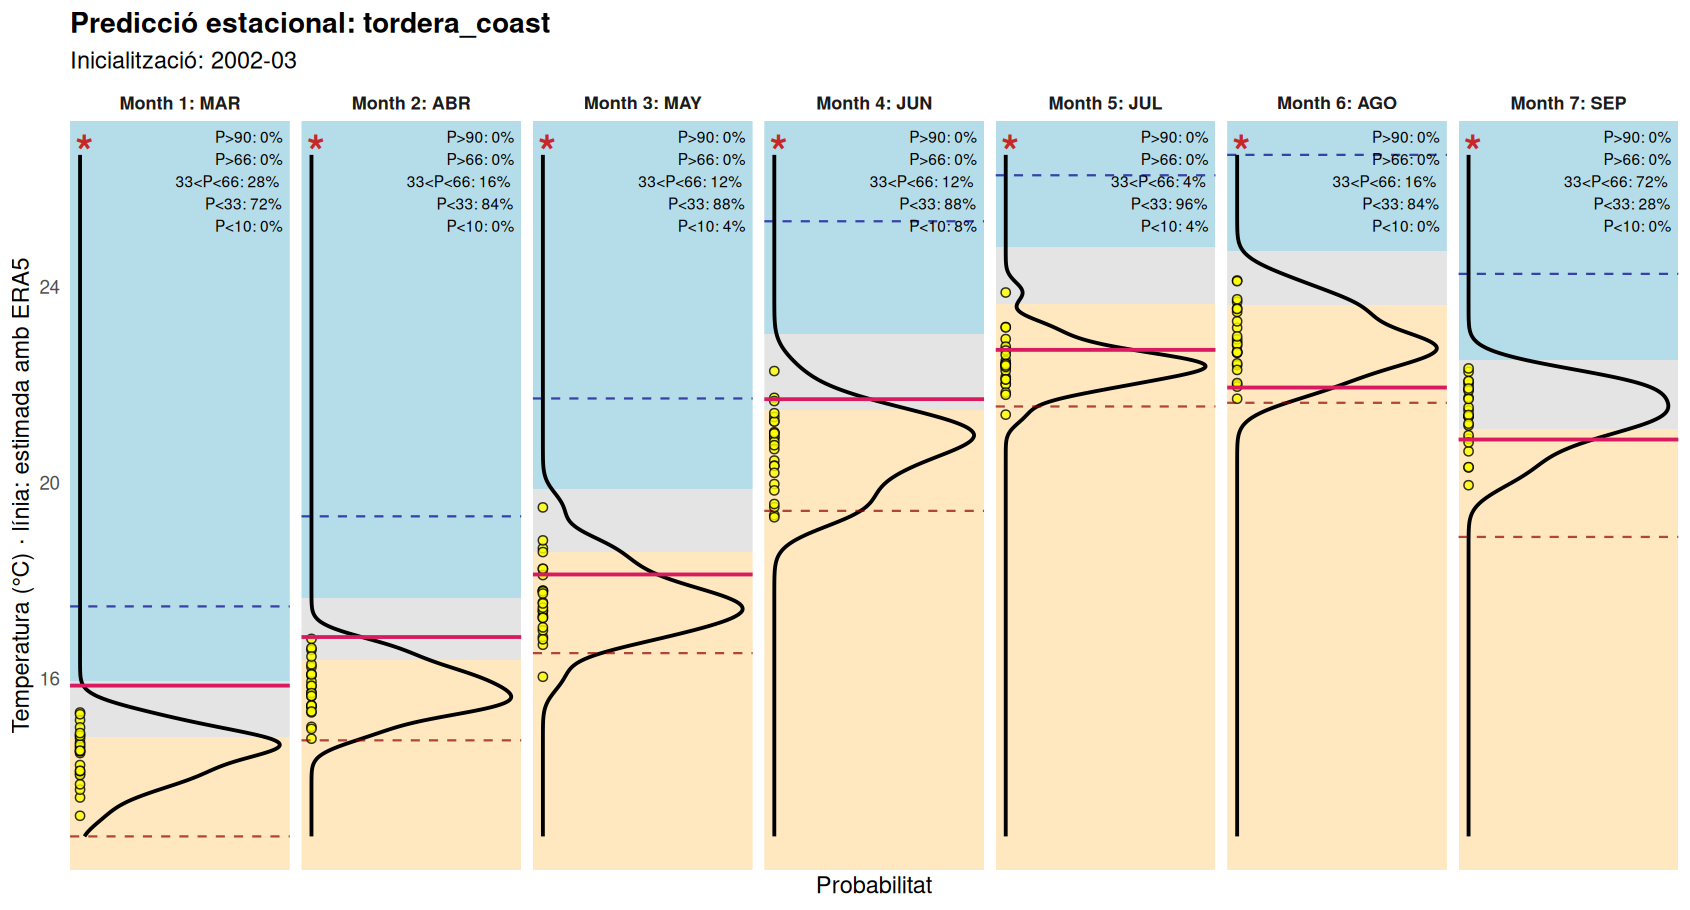 Predicció estacional: tordera_coast
Inicialització: 2002-03
Month 1: MAR
P>90: 0%
P>66: 0%
33<P<66: 28%
P<33: 72%
P<10: 0%
Month 2: ABR
P>90: 0%
P>66: 0%
33<P<66: 16%
P<33: 84%
P<10: 0%
Month 3: MAY
P>90: 0%
P>66: 0%
33<P<66: 12%
P<33: 88%
P<10: 4%
Month 4: JUN
P>90: 0%
P>66: 0%
33<P<66: 12%
P<33: 88%
P<10: 8%
Month 5: JUL
P>90: 0%
P>66: 0%
33<P<66: 4%
P<33: 96%
P<10: 4%
Month 6: AGO
P>90: 0%
P>66: 0%
33<P<66: 16%
P<33: 84%
P<10: 0%
Month 7: SEP
P>90: 0%
P>66: 0%
33<P<66: 72%
P<33: 28%
P<10: 0%
Temperatura (°C) · línia: estimada amb ERA5
24
20
16
Probabilitat